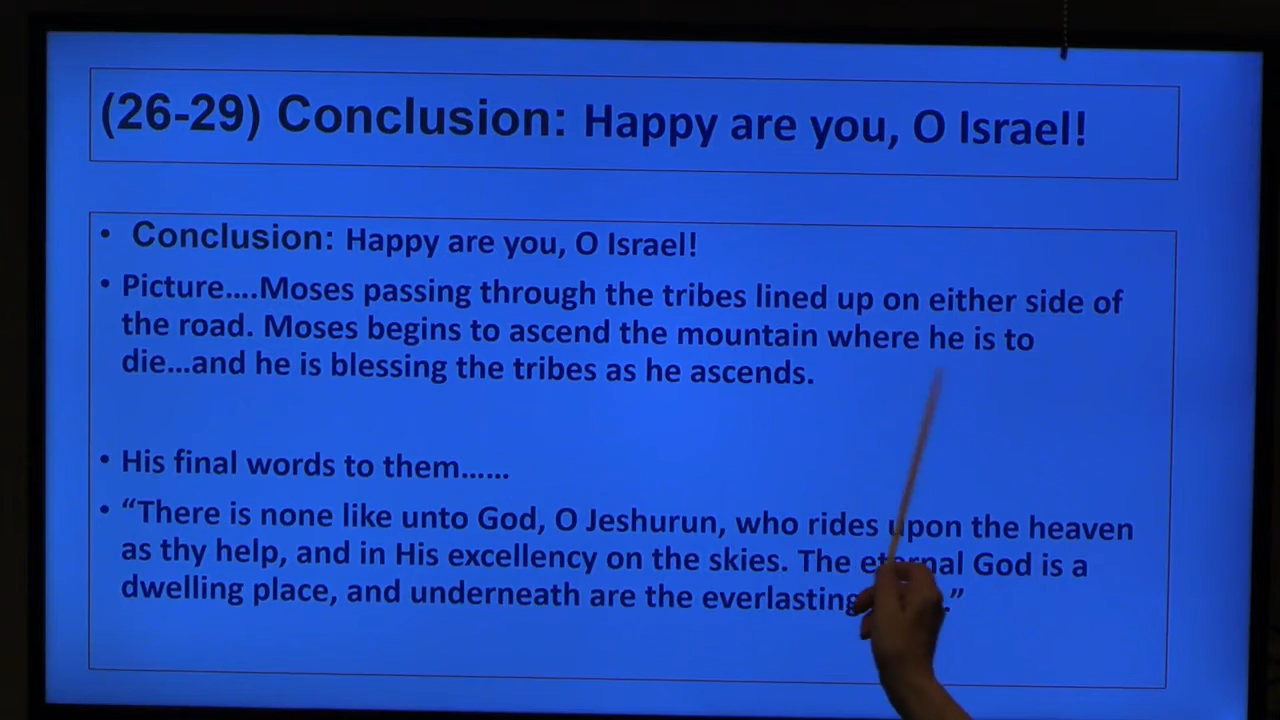 (26-29) Conclusion: Happy are you, O Israel!
• Conclusion: Happy are you, O Israel!
• Picture....Moses passing through the tribes lined up on either side of
the road. Moses begins to ascend the mountain where he is to
die...and he is blessing the tribes as he ascends.
• His final words to them......
• “There is none like unto God, O Jeshurun, who rides upon the heaven
as thy help, and in His excellency on the skies. The eternal God is a
dwelling place, and underneath are the everlasting .”